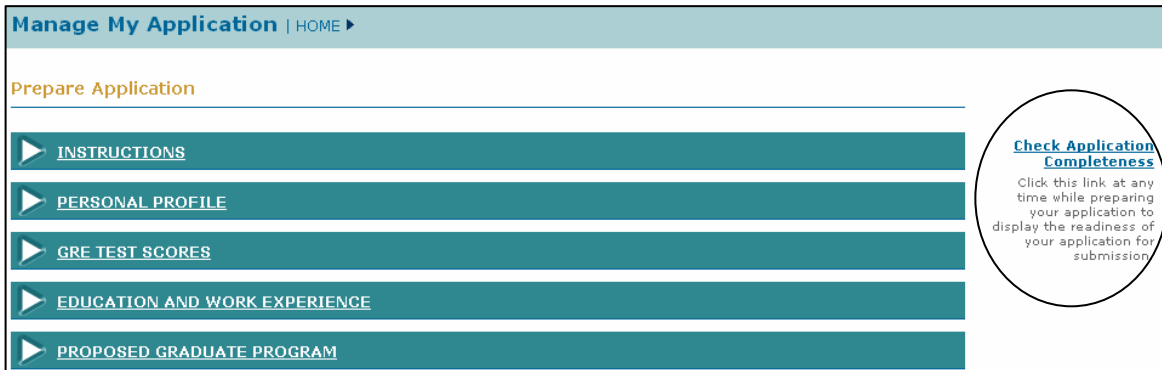 Manage My Application | HOME
Prepare Application
INSTRUCTIONS
PERSONAL PROFILE
GRE TEST SCORES
EDUCATION AND WORK EXPERIENCE
PROPOSED GRADUATE PROGRAM
Check Application
Completeness
Click this link at any
time while preparing
your application to
display the readiness of
your application for
submission.